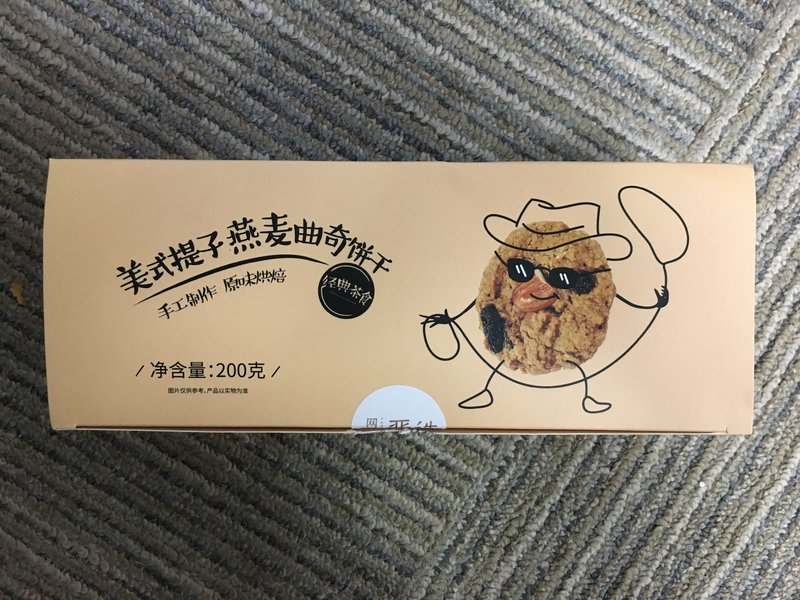 美式提子燕麦曲奇饼干
手工制作 原味烘焙
经典茶食
/ 净含量:200克 /
图片仅供参考,产品以实物为准
网